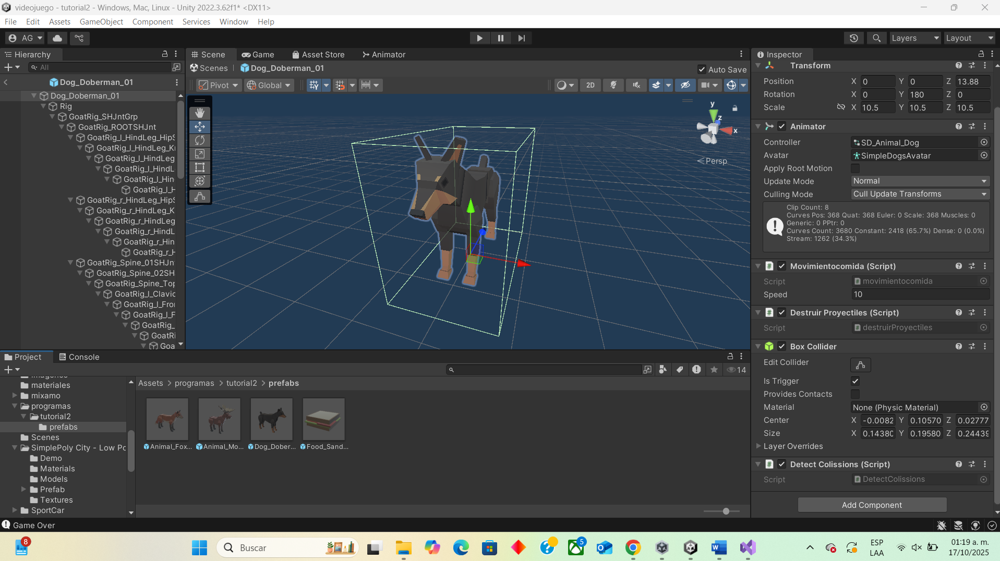 videojuego - tutorial2 - Windows, Mac, Linux - Unity 2022.3.62f1* <DX11>
File Edit Assets GameObject Component Services Window Help
AG
Layers
Layout
Hierarchy
All
Dog_Doberman_01
Dog_Doberman_01
Rig
GoatRig_SHJntGrp
GoatRig_ROOTSHJnt
GoatRig_l_HindLeg_HipS
GoatRig_l_HindLeg_K
GoatRig_l_HindLeg
GoatRig_l_HindL
GoatRig_l_Hin
GoatRig_l_H
GoatRig_r_HindLeg_HipS
GoatRig_r_HindLeg_K
GoatRig_r_HindLeg
GoatRig_r_HindL
GoatRig_r_Hin
GoatRig_r_H
GoatRig_Spine_01SHJn
GoatRig_Spine_02SH
GoatRig_Spine_Top
GoatRig_l_Clavic
GoatRig_l_Fro
GoatRig_l_F
GoatRig_
GoatRi
Goa
Scene Game Asset Store Animator
Scenes Dog_Doberman_01
Auto Save
Pivot Global
2D
y
z
x
Persp
Inspector
Transform
Position X 0 Y 0 Z 13.88
Rotation X 0 Y 180 Z 0
Scale X 10.5 Y 10.5 Z 10.5
Animator
Controller SD_Animal_Dog
Avatar SimpleDogsAvatar
Apply Root Motion
Update Mode Normal
Culling Mode Cull Update Transforms
Clip Count: 8
Curves Pos: 368 Quat: 368 Euler: 0 Scale: 368 Muscles: 0
Generic: 0 PPtr: 0
Curves Count: 3680 Constant: 2418 (65.7%) Dense: 0 (0.0%)
Stream: 1262 (34.3%)
Movimientocomida (Script)
Script movimientocomida
Speed 10
Destruir Proyectiles (Script)
Script destruirProyectiles
Box Collider
Edit Collider
Is Trigger
Provides Contacts
Material None (Physic Material)
Center X -0.0082 Y 0.10570 Z 0.02777
Size X 0.14380 Y 0.19580 Z 0.24439
Layer Overrides
Detect Colissions (Script)
Script DetectColissions
Add Component
Project Console
14
materiales
mixamo
programas
tutorial2
prefabs
Scenes
SimplePoly City - Low Po
Demo
Materials
Models
Prefab
Textures
SportCar
Assets > programas > tutorial2 > prefabs
Animal_Fox... Animal_Mo... Dog_Dober... Food_Sand...
Game Over
8
Buscar
5
ESP
LAA
01:19 a. m.
17/10/2025